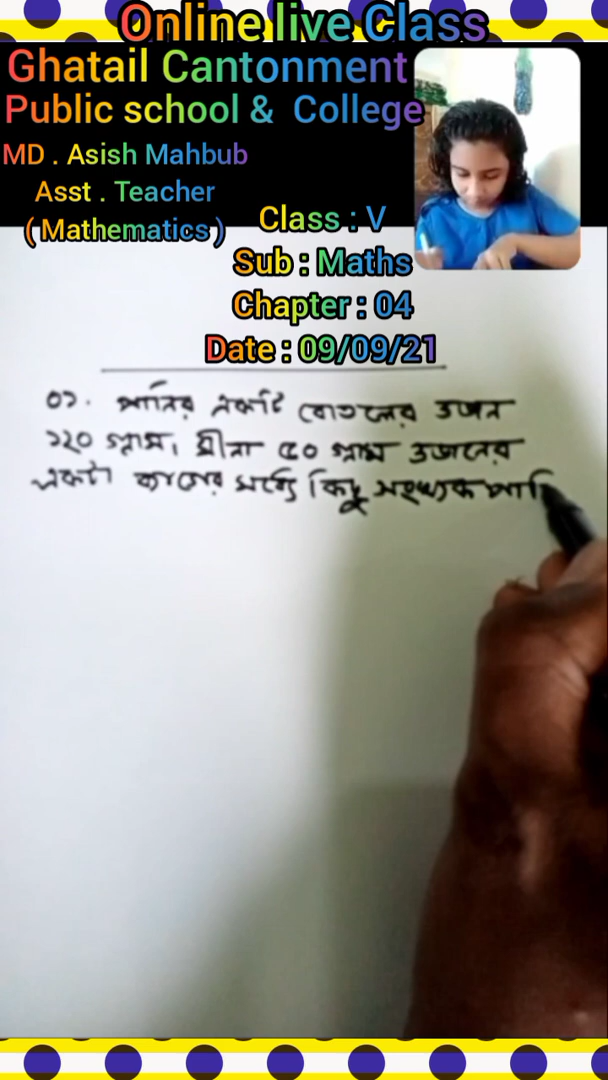 Online live Class
Ghatail Cantonment
Public school & College
MD . Asish Mahbub
Asst . Teacher
( Mathematics )
Class : V
Sub : Maths
Chapter : 04
Date : 09/09/21
০১. পানির একটি বোতলের ওজন
১২০ গ্রাম। মীনা ৫০ গ্রাম ওজনের
একটা ব্যাগের মধ্যে কিছু সংখ্যক পানি